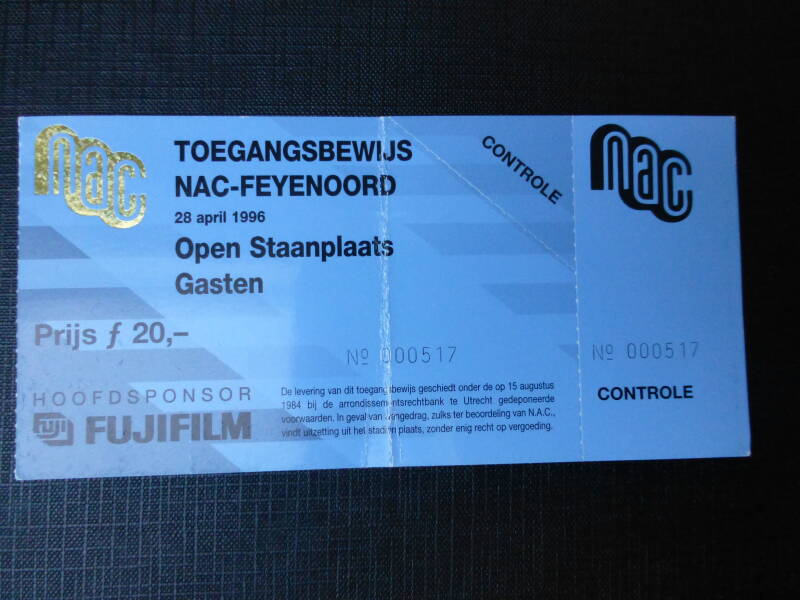 nac
TOEGANGSBEWIJS
NAC-FEYENOORD
28 april 1996
Open Staanplaats
Gasten
Prijs ƒ 20,–
Nº 000517
HOOFDSPONSOR
FUJI FUJIFILM
De levering van dit toegangsbewijs geschiedt onder de op 15 augustus
1984 bij de arrondissementsrechtbank te Utrecht gedeponeerde
voorwaarden. In geval van wangedrag, zulks ter beoordeling van N.A.C.,
vindt uitzetting uit het stadion plaats, zonder enig recht op vergoeding.
CONTROLE
nac
Nº 000517
CONTROLE